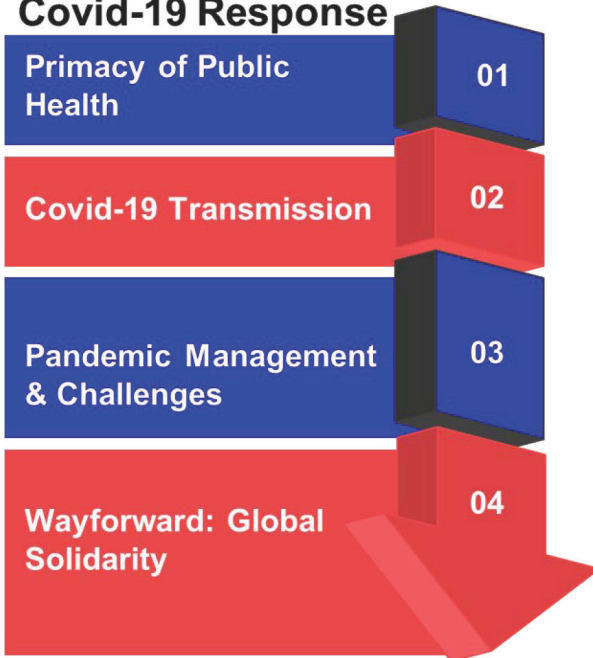 Covid-19 Response
Primacy of Public
Health
01
Covid-19 Transmission
02
Pandemic Management
& Challenges
03
Wayforward: Global
Solidarity
04